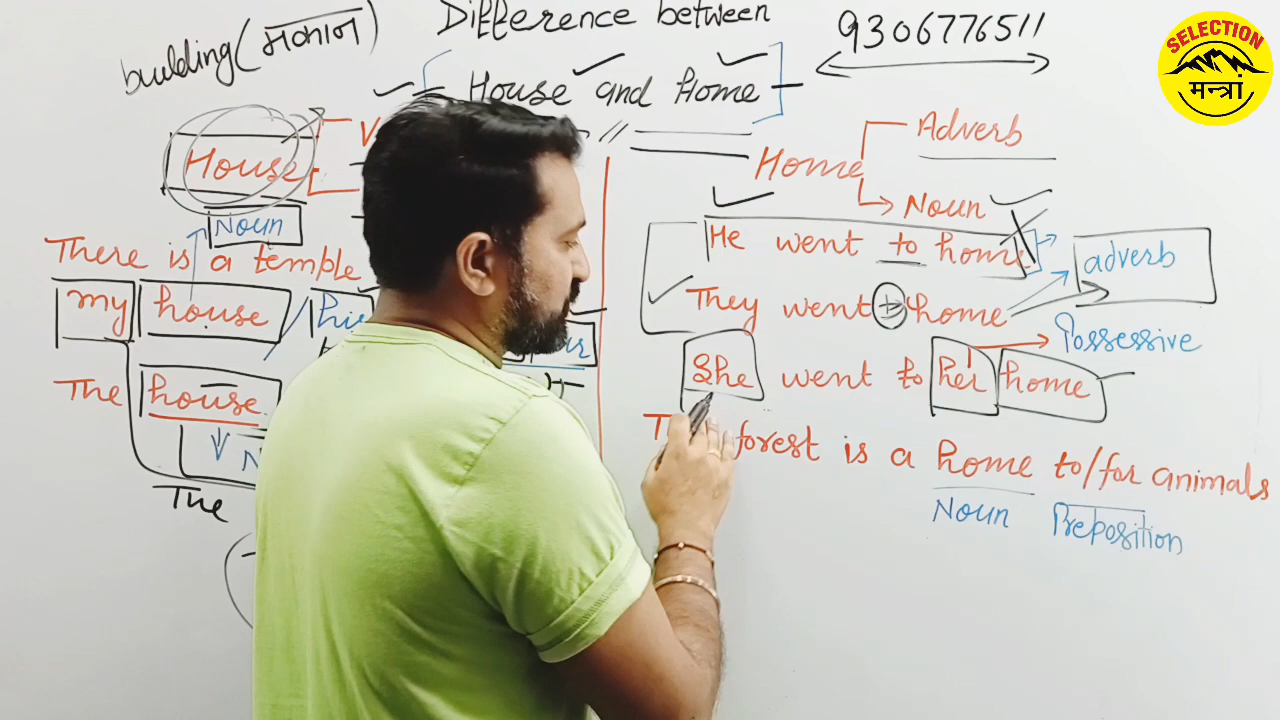 Difference between
building (मकान)
9306776511
SELECTION
मन्त्रां
House and Home
House
Noun
There is a temple
my house
The house
The
Home
Adverb
Noun
He went to home
adverb
They went to home
Possessive
She went to her home
forest is a home to/for animals
Noun Preposition